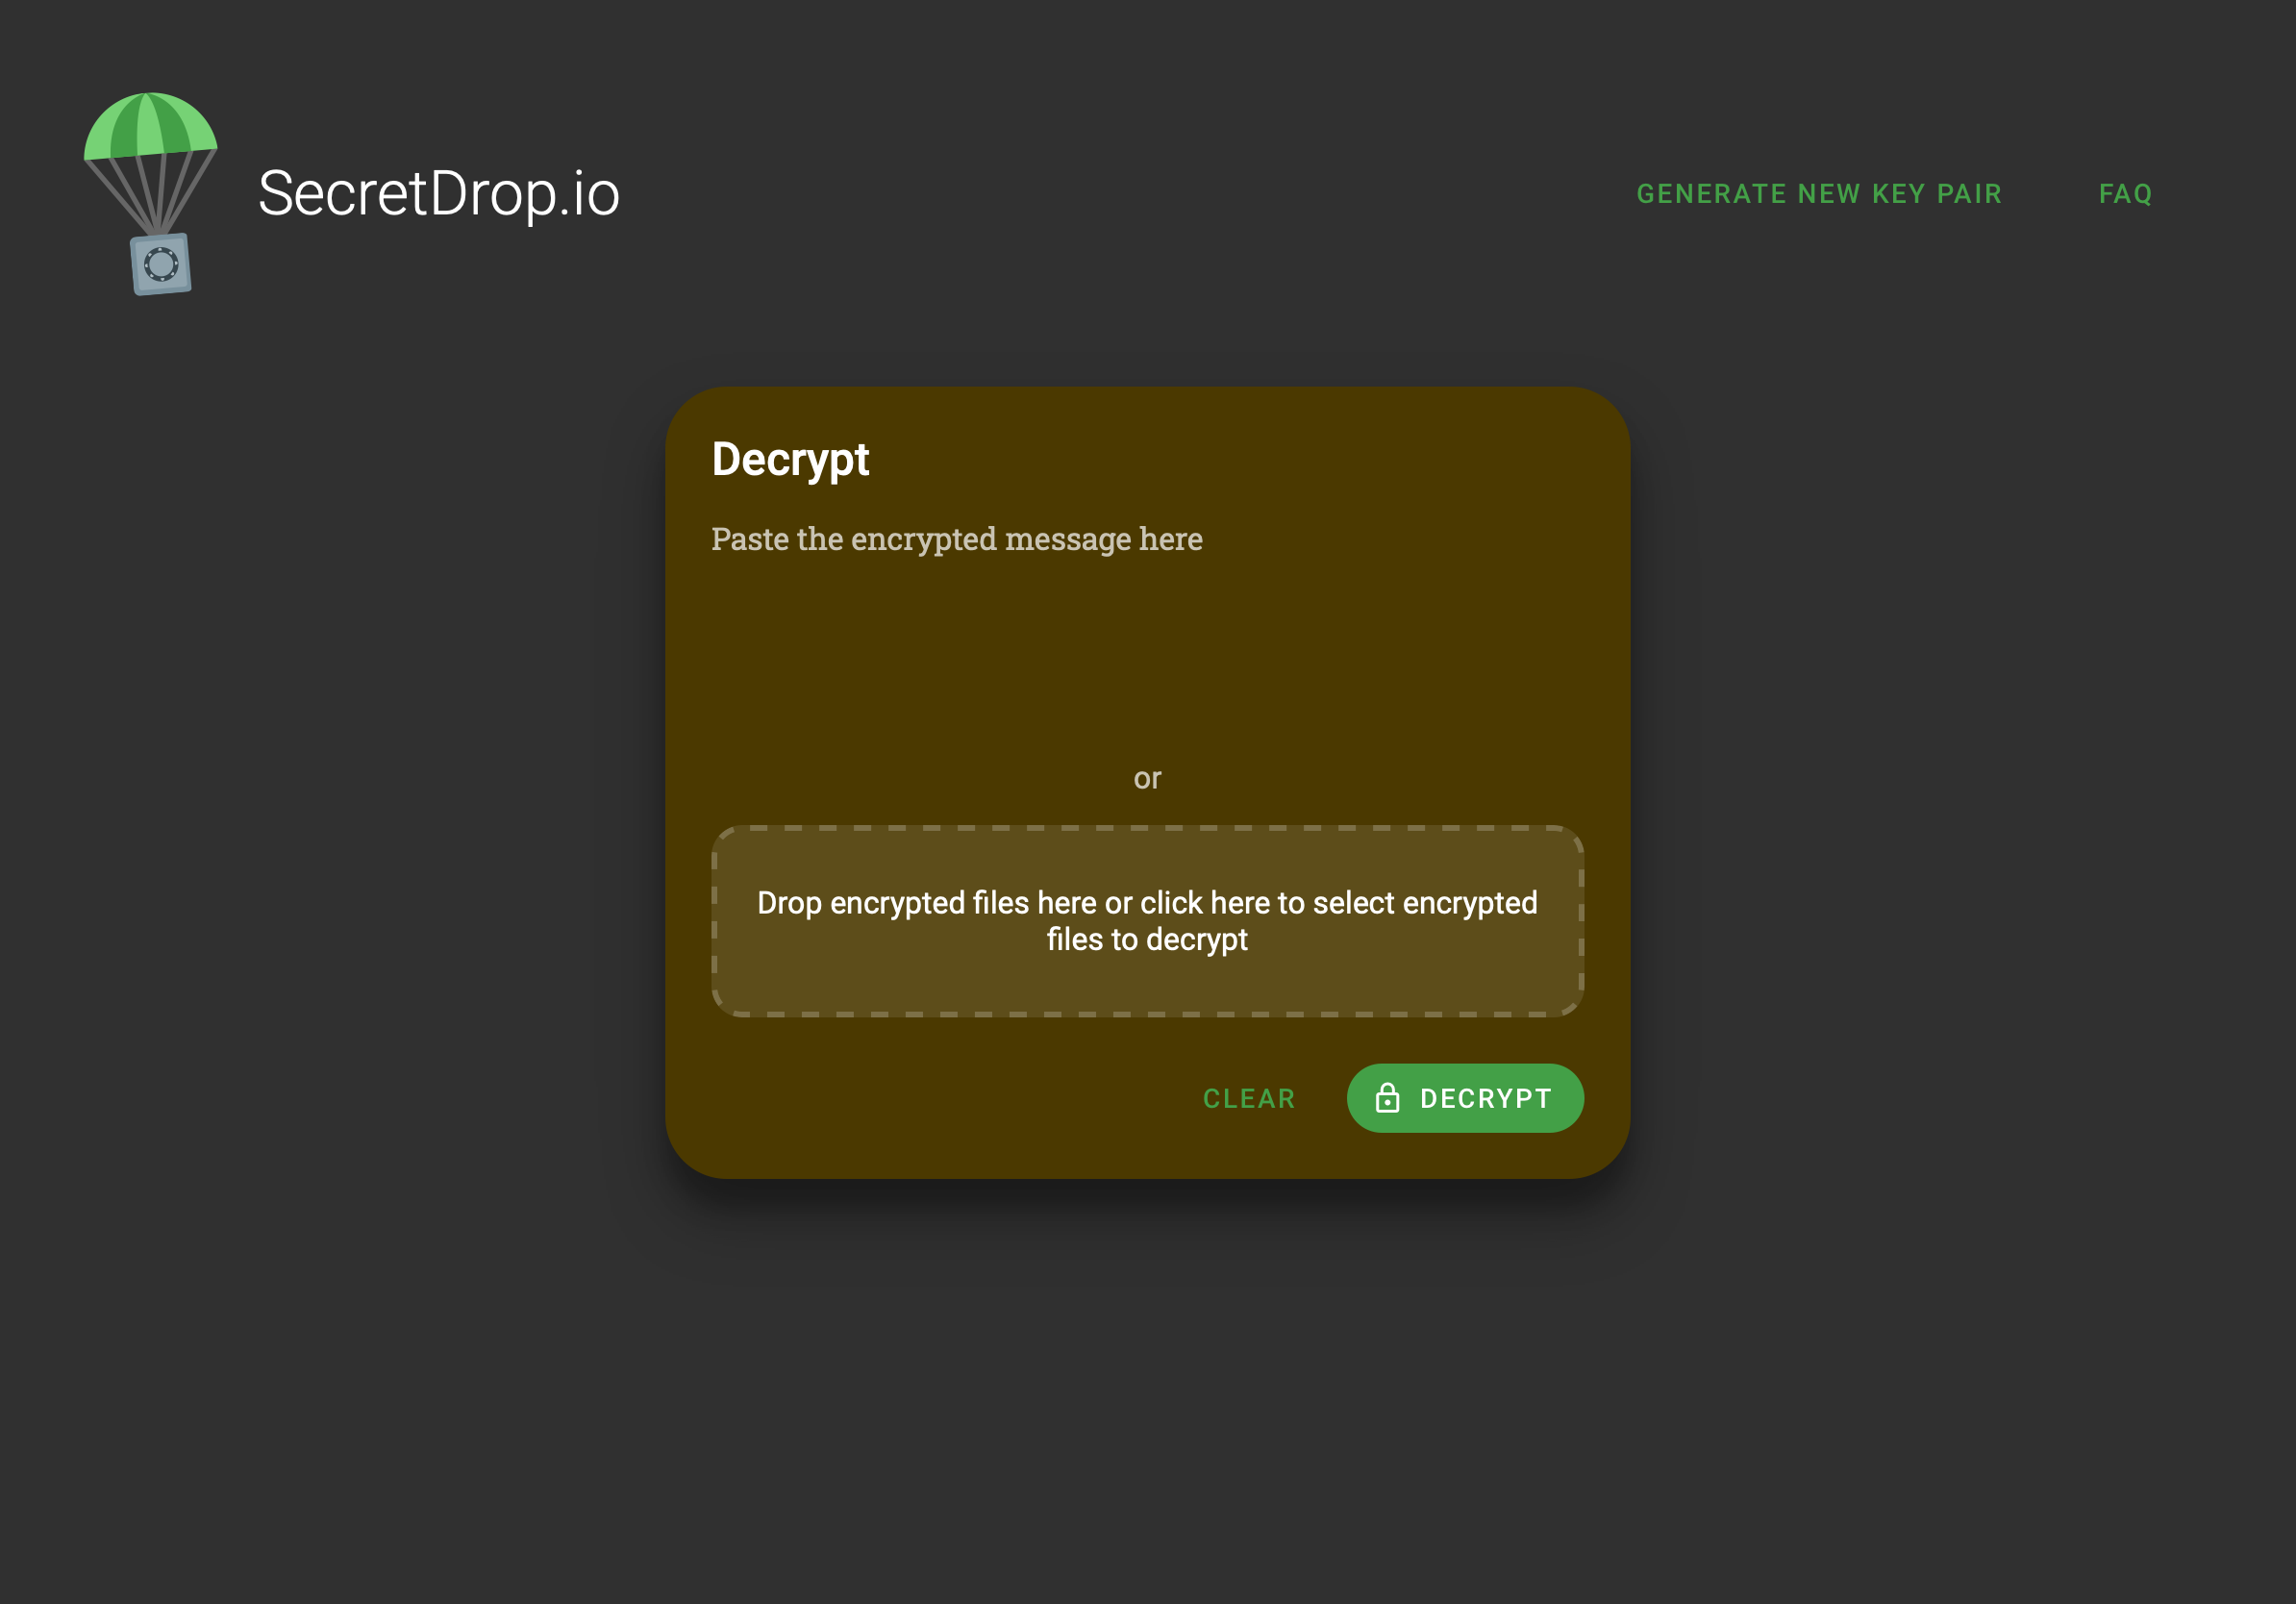 SecretDrop.io
GENERATE NEW KEY PAIR
FAQ
Decrypt
Paste the encrypted message here
or
Drop encrypted files here or click here to select encrypted
files to decrypt
CLEAR
DECRYPT